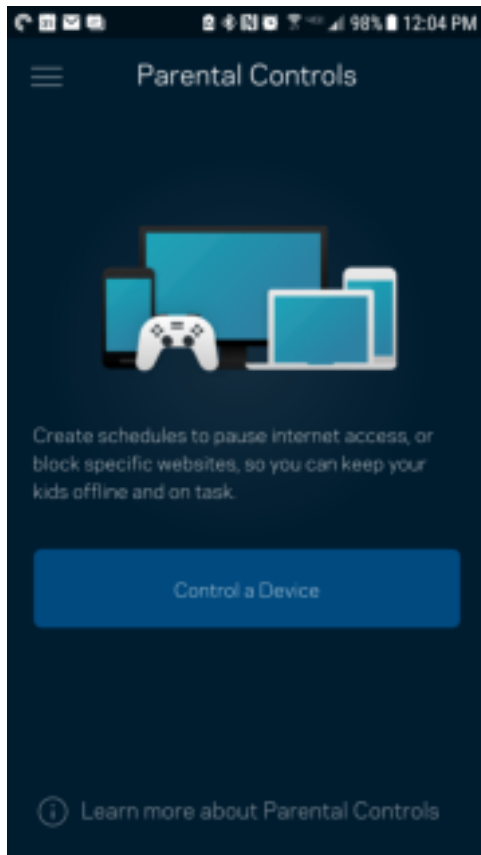 98% 12:04 PM
Parental Controls
Create schedules to pause internet access, or
block specific websites, so you can keep your
kids offline and on task.
Control a Device
Learn more about Parental Controls